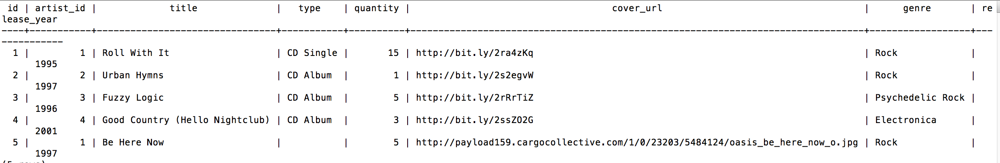 id | artist_id |             title              |   type    | quantity |                                    cover_url                                    |      genre       | re
lease_year
----+-----------+--------------------------------+-----------+----------+---------------------------------------------------------------------------------+------------------+---
-----------
  1 |         1 | Roll With It                   | CD Single |       15 | http://bit.ly/2ra4zKq                                                           | Rock             |
      1995
  2 |         2 | Urban Hymns                    | CD Album  |        1 | http://bit.ly/2s2egvW                                                           | Rock             |
      1997
  3 |         3 | Fuzzy Logic                    | CD Album  |        5 | http://bit.ly/2rRrTiZ                                                           | Psychedelic Rock |
      1996
  4 |         4 | Good Country (Hello Nightclub) | CD Album  |        3 | http://bit.ly/2ssZO2G                                                           | Electronica      |
      2001
  5 |         1 | Be Here Now                    |           |        5 | http://payload159.cargocollective.com/1/0/23203/5484124/oasis_be_here_now_o.jpg | Rock             |
      1997